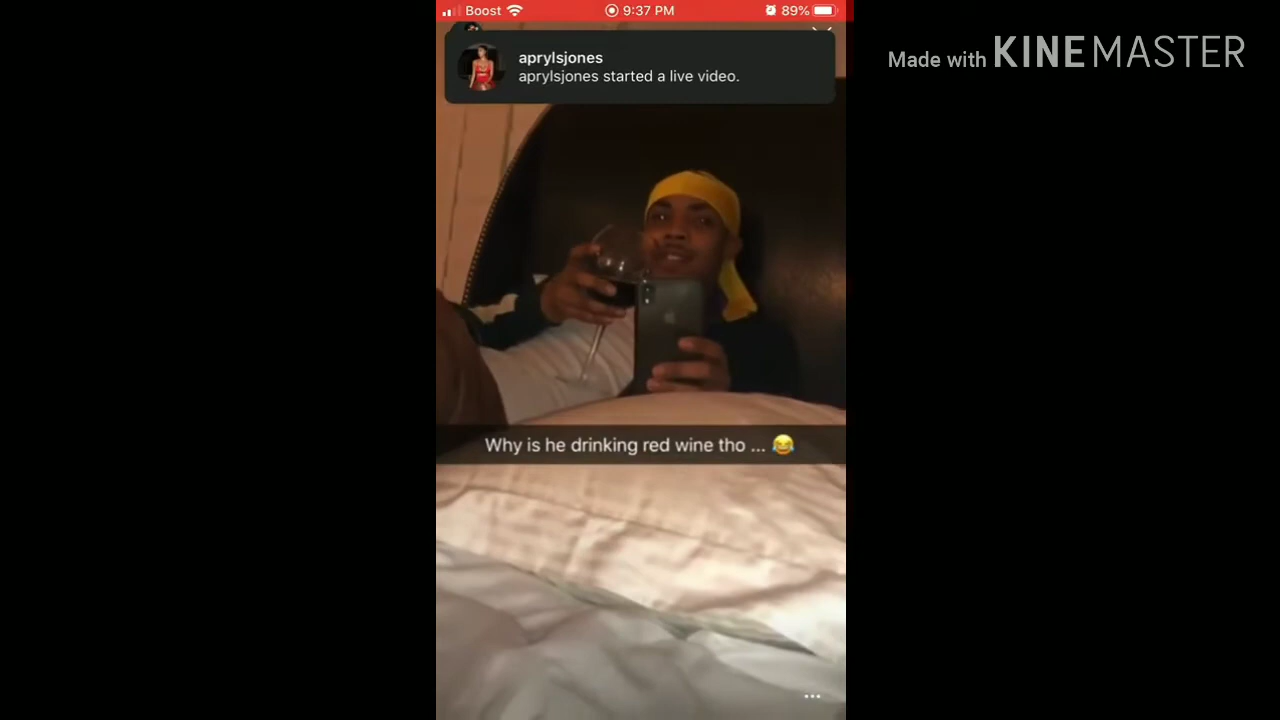 Boost 9:37 PM 89%
Made with KINEMASTER
aprylsjones
aprylsjones started a live video.
Why is he drinking red wine tho ... 😂